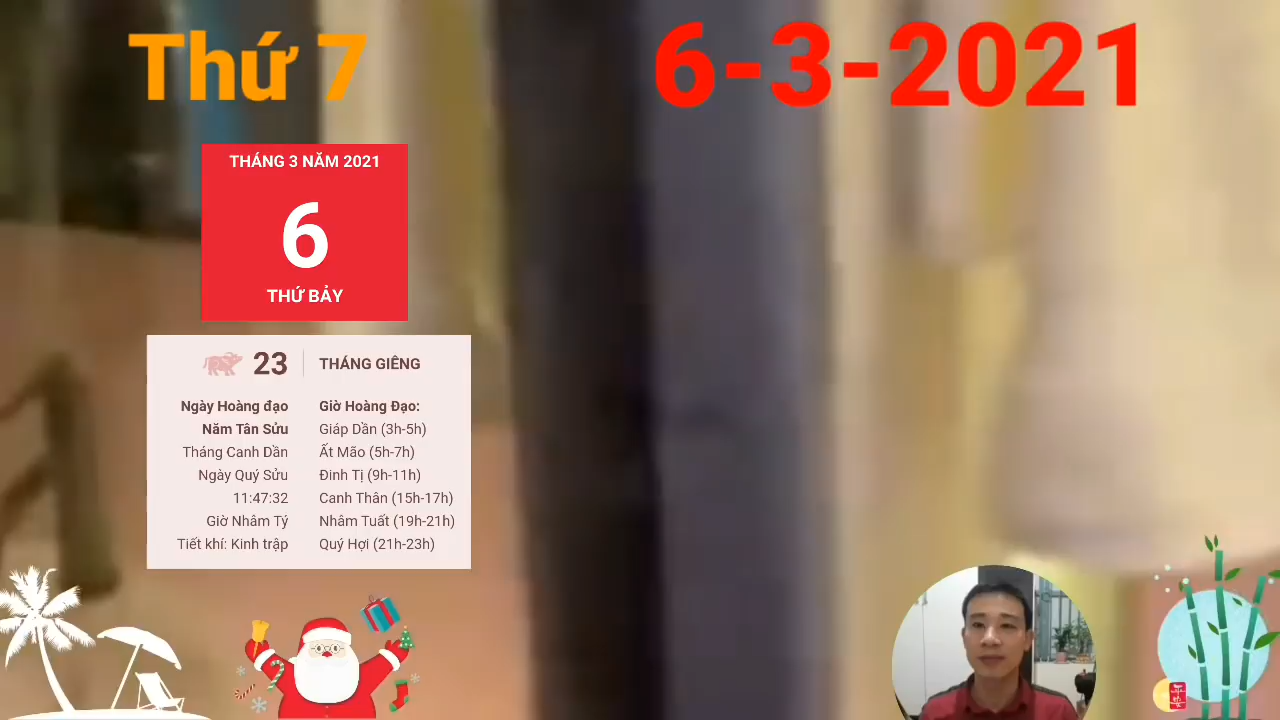 Thứ 7
6-3-2021
THÁNG 3 NĂM 2021
6
THỨ BẢY
23 THÁNG GIÊNG
Ngày Hoàng đạo
Năm Tân Sửu
Tháng Canh Dần
Ngày Quý Sửu
11:47:32
Giờ Nhâm Tý
Tiết khí: Kinh trập
Giờ Hoàng Đạo:
Giáp Dần (3h-5h)
Ất Mão (5h-7h)
Đinh Tị (9h-11h)
Canh Thân (15h-17h)
Nhâm Tuất (19h-21h)
Quý Hợi (21h-23h)